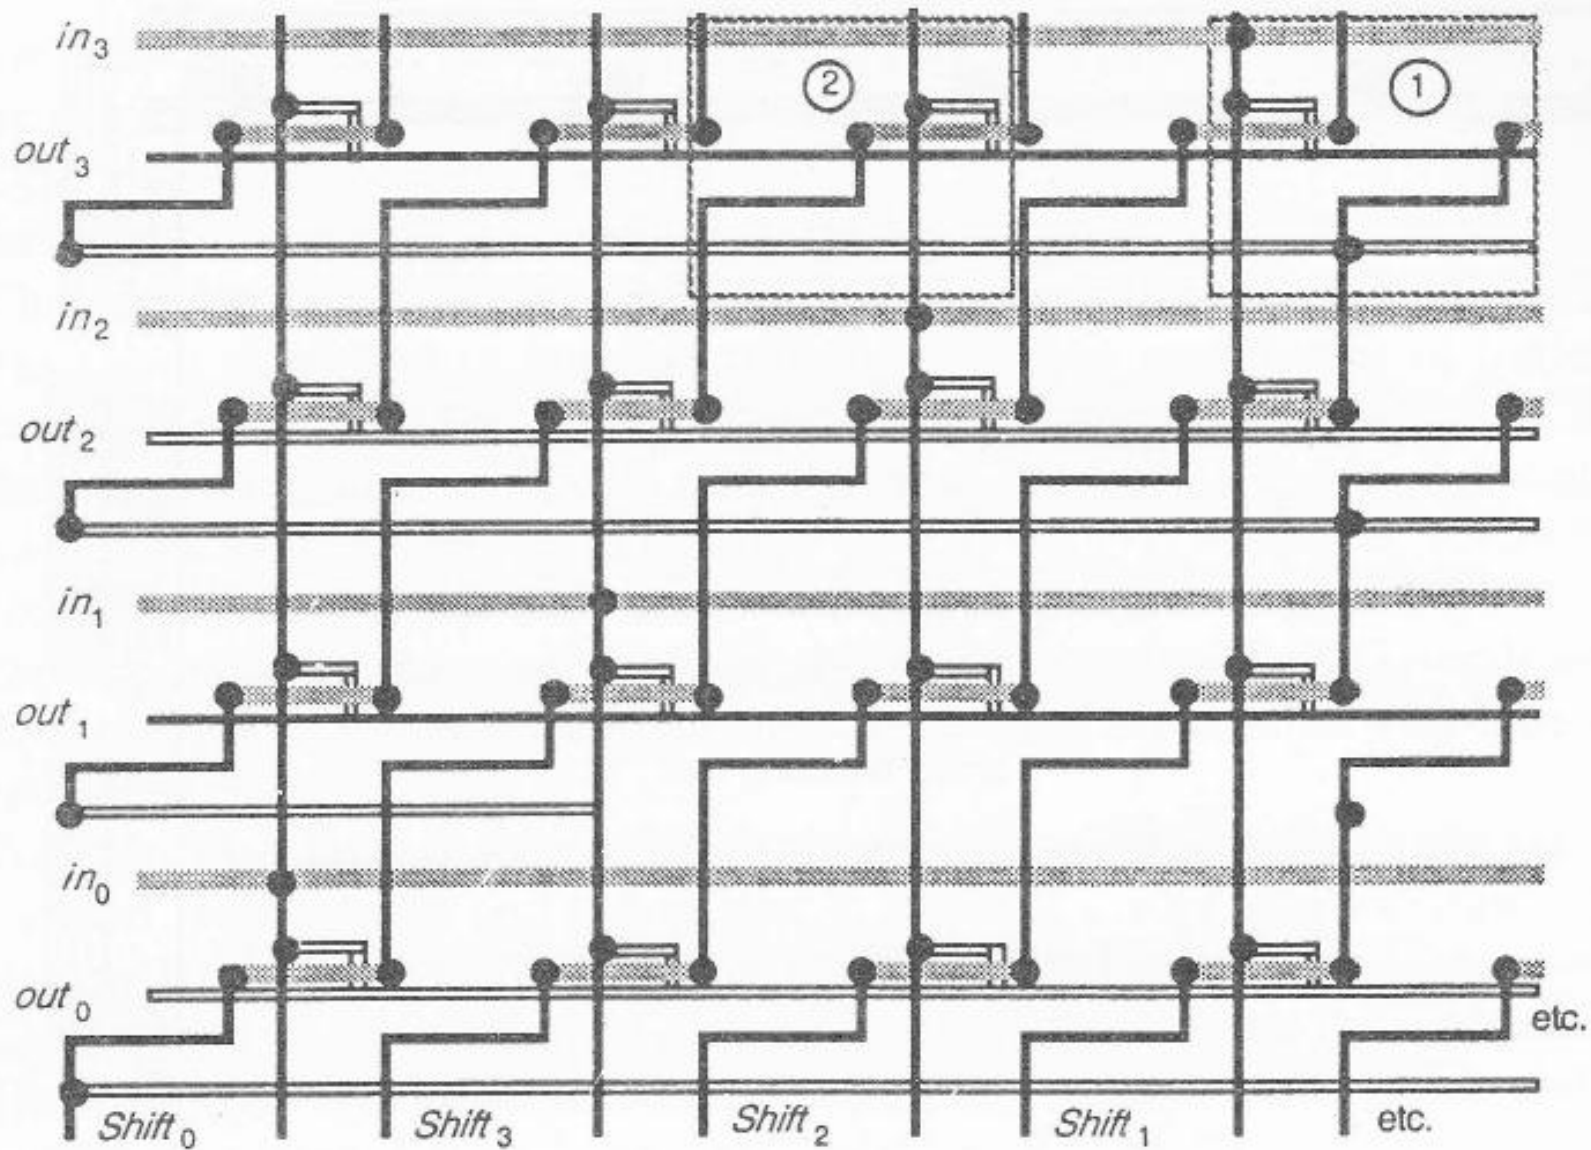 in3
② ①
out3
in2
out2
in1
out1
in0
out0
etc.
Shift0 Shift3 Shift2 Shift1 etc.